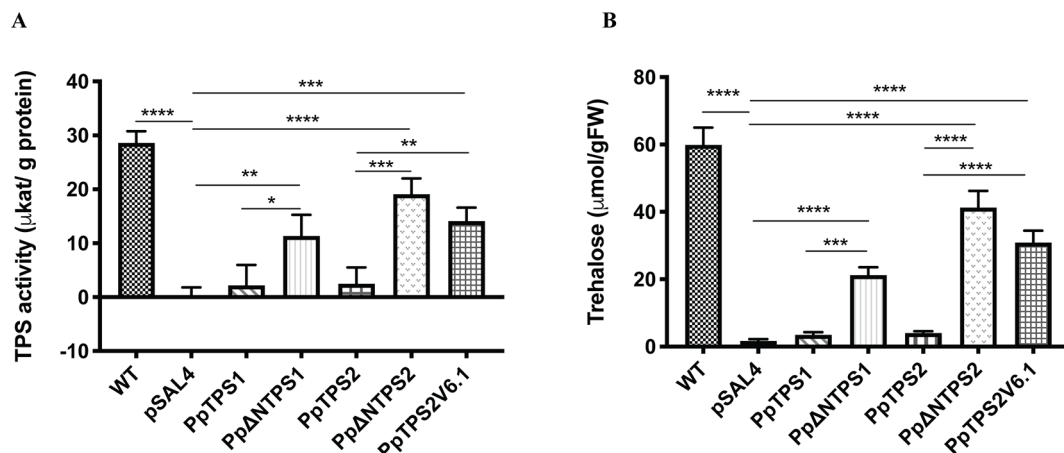 A
TPS activity (μkat/ g protein)
40
30
20
10
0
-10
***
****
****
**
**
***
*
WT
pSAL4
PpTPS1
PpΔNTPS1
PpTPS2
PpΔNTPS2
PpTPS2V6.1
B
Trehalose (μmol/gFW)
80
60
40
20
0
****
****
****
****
****
****
***
WT
pSAL4
PpTPS1
PpΔNTPS1
PpTPS2
PpΔNTPS2
PpTPS2V6.1